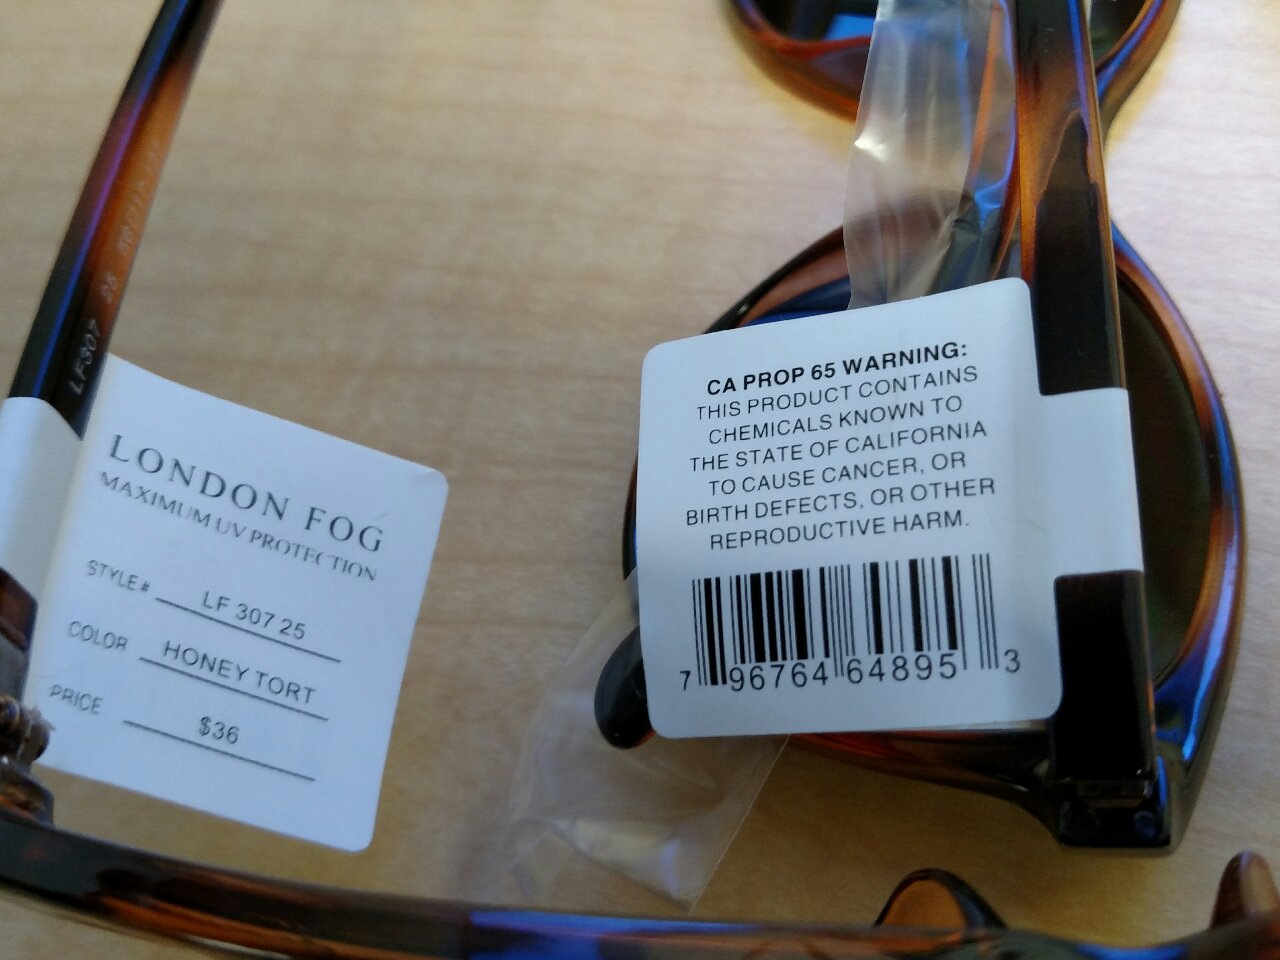 LF307 25
LONDON FOG
MAXIMUM UV PROTECTION
STYLE# LF 307 25
COLOR HONEY TORT
PRICE $36
CA PROP 65 WARNING:
THIS PRODUCT CONTAINS
CHEMICALS KNOWN TO
THE STATE OF CALIFORNIA
TO CAUSE CANCER, OR
BIRTH DEFECTS, OR OTHER
REPRODUCTIVE HARM.
7 96764 64895 3